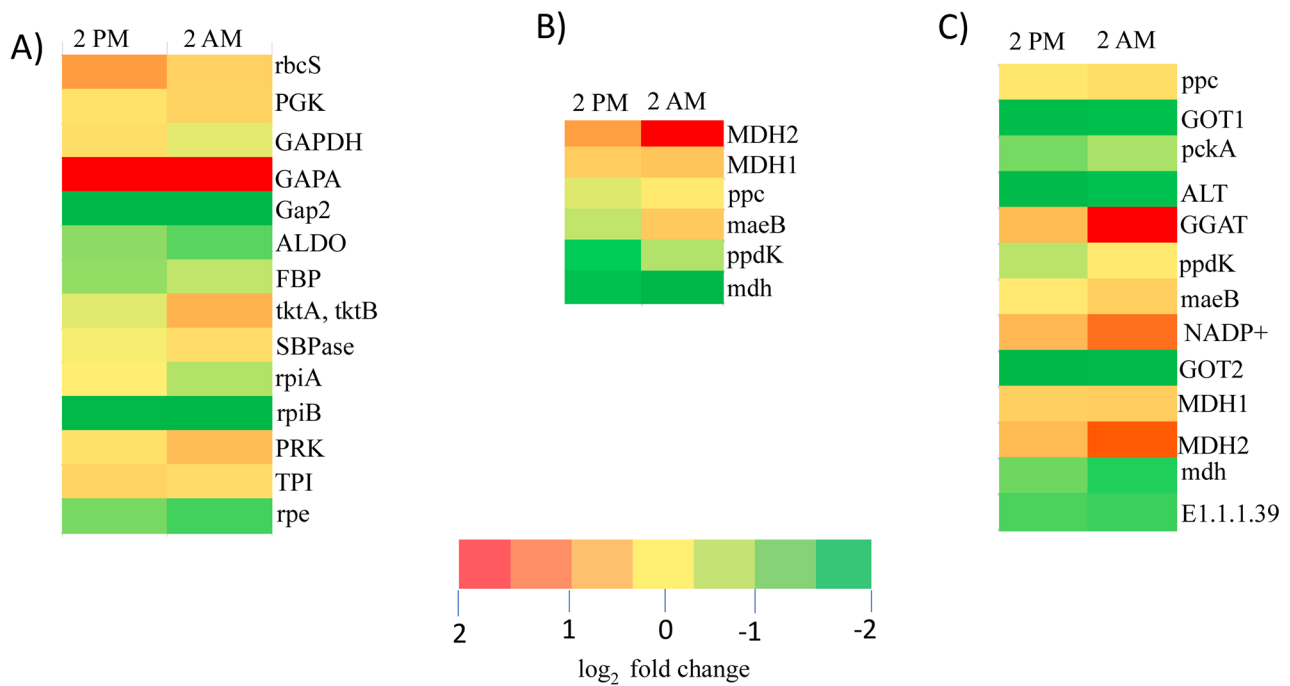 A)
2 PM 2 AM
rbcS
PGK
GAPDH
GAPA
Gap2
ALDO
FBP
tktA, tktB
SBPase
rpiA
rpiB
PRK
TPI
rpe
B)
2 PM 2 AM
MDH2
MDH1
ppc
maeB
ppdK
mdh
C)
2 PM 2 AM
ppc
GOT1
pckA
ALT
GGAT
ppdK
maeB
NADP+
GOT2
MDH1
MDH2
mdh
E1.1.1.39
2 1 0 -1 -2
log2 fold change